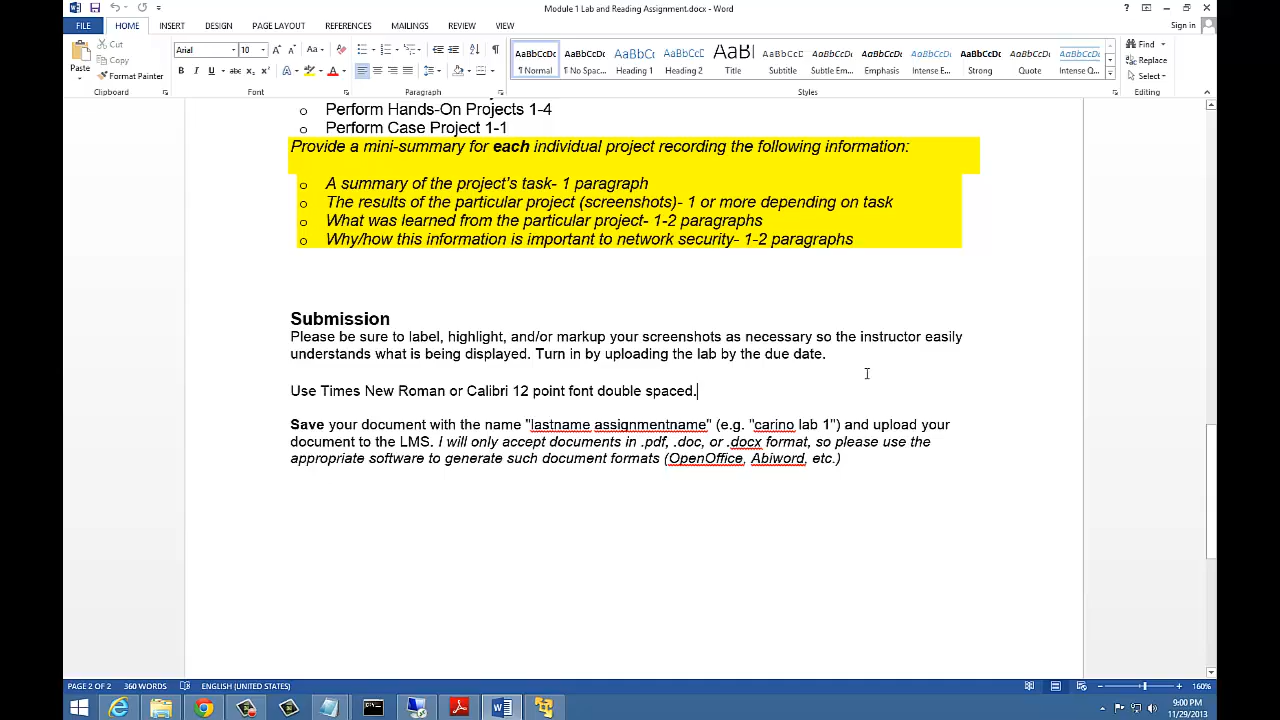 Module 1 Lab and Reading Assignment.docx - Word
FILE HOME INSERT DESIGN PAGE LAYOUT REFERENCES MAILINGS REVIEW VIEW Sign in
Paste
Cut
Copy
Format Painter
Clipboard
Arial 10
Font
Paragraph
AaBbCcDc AaBbCcDc AaBbCc AaBbCcD AaBI AaBbCcD AaBbCcDc AaBbCcDc AaBbCcDc AaBbCcDc AaBbCcDc AaBbCcDc
¶ Normal ¶ No Spac... Heading 1 Heading 2 Title Subtitle Subtle Em... Emphasis Intense E... Strong Quote Intense Q...
Styles
Find
Replace
Select
Editing
o Perform Hands-On Projects 1-4
o Perform Case Project 1-1
Provide a mini-summary for each individual project recording the following information:
o A summary of the project's task- 1 paragraph
o The results of the particular project (screenshots)- 1 or more depending on task
o What was learned from the particular project- 1-2 paragraphs
o Why/how this information is important to network security- 1-2 paragraphs
Submission
Please be sure to label, highlight, and/or markup your screenshots as necessary so the instructor easily
understands what is being displayed. Turn in by uploading the lab by the due date.
Use Times New Roman or Calibri 12 point font double spaced.
Save your document with the name "lastname assignmentname" (e.g. "carino lab 1") and upload your
document to the LMS. I will only accept documents in .pdf, .doc, or .docx format, so please use the
appropriate software to generate such document formats (OpenOffice, Abiword, etc.)
PAGE 2 OF 2 360 WORDS ENGLISH (UNITED STATES) 160%
9:00 PM
11/29/2013